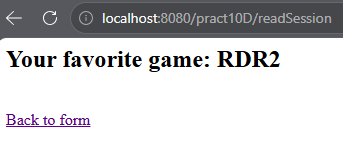 localhost:8080/pract10D/readSession
Your favorite game: RDR2
Back to form